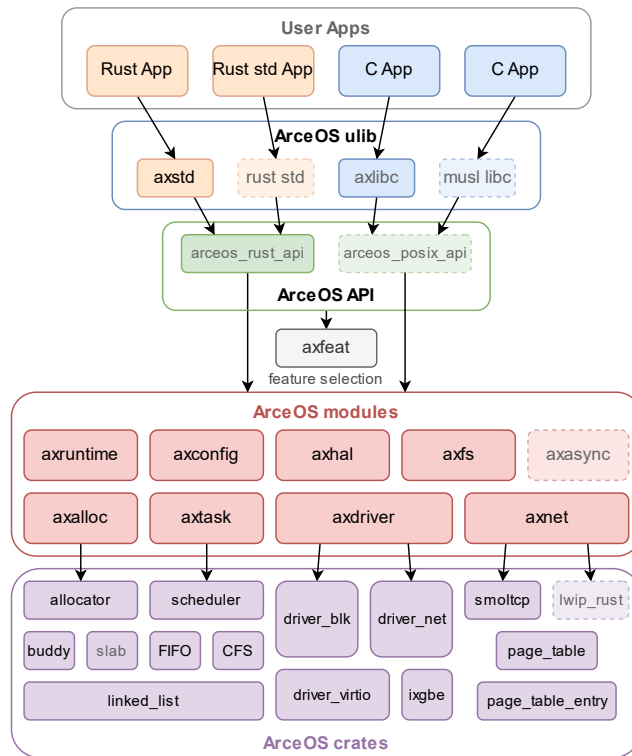 User Apps
Rust App
Rust std App
C App
C App
ArceOS ulib
axstd
rust std
axlibc
musl libc
arceos_rust_api
arceos_posix_api
ArceOS API
axfeat
feature selection
ArceOS modules
axruntime
axconfig
axhal
axfs
axasync
axalloc
axtask
axdriver
axnet
allocator
scheduler
driver_blk
driver_net
smoltcp
lwip_rust
buddy
slab
FIFO
CFS
page_table
linked_list
driver_virtio
ixgbe
page_table_entry
ArceOS crates